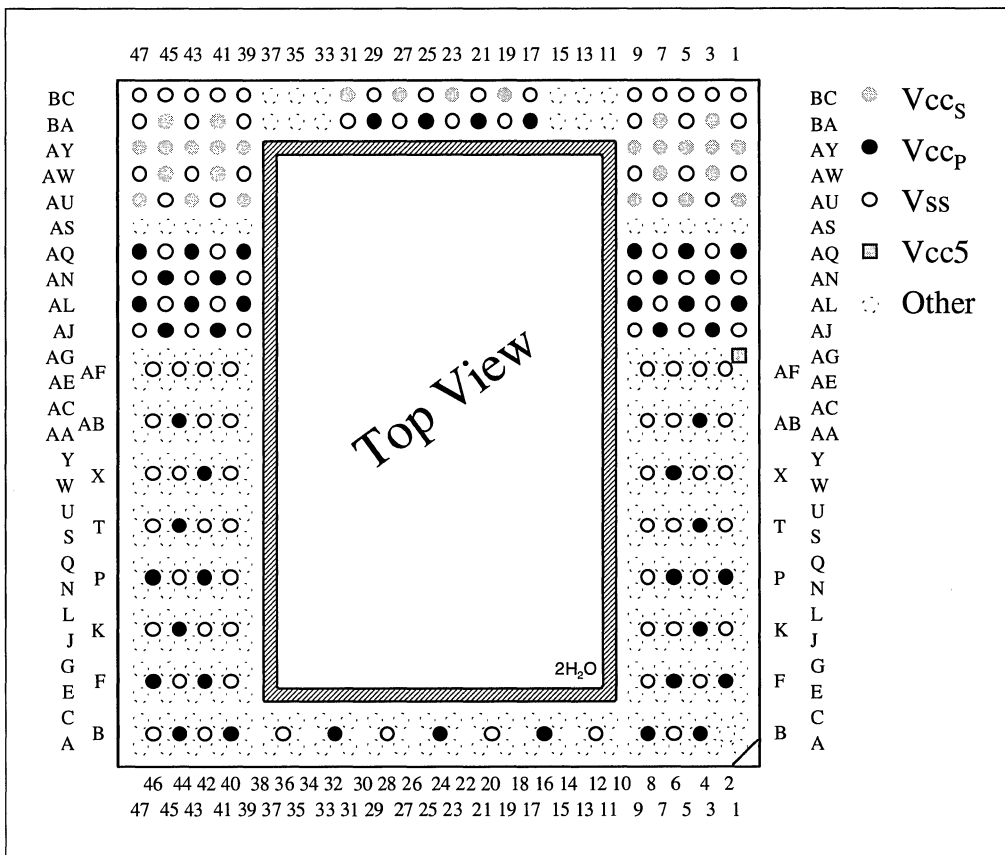 47 45 43 41 39 37 35 33 31 29 27 25 23 21 19 17 15 13 11 9 7 5 3 1
BC BC VccS
BA BA
AY AY VccP
AW AW
AU AU Vss
AS AS
AQ AQ Vcc5
AN AN
AL AL Other
AJ AJ
AG AG
AF AF
AE AE
AC AC
AB AB
AA AA
Top View
Y Y
X X
W W
U U
T T
S S
Q Q
P P
N N
L L
K K
J J
G G
2H₂O
F F
E E
C C
B B
A A
46 44 42 40 38 36 34 32 30 28 26 24 22 20 18 16 14 12 10 8 6 4 2
47 45 43 41 39 37 35 33 31 29 27 25 23 21 19 17 15 13 11 9 7 5 3 1